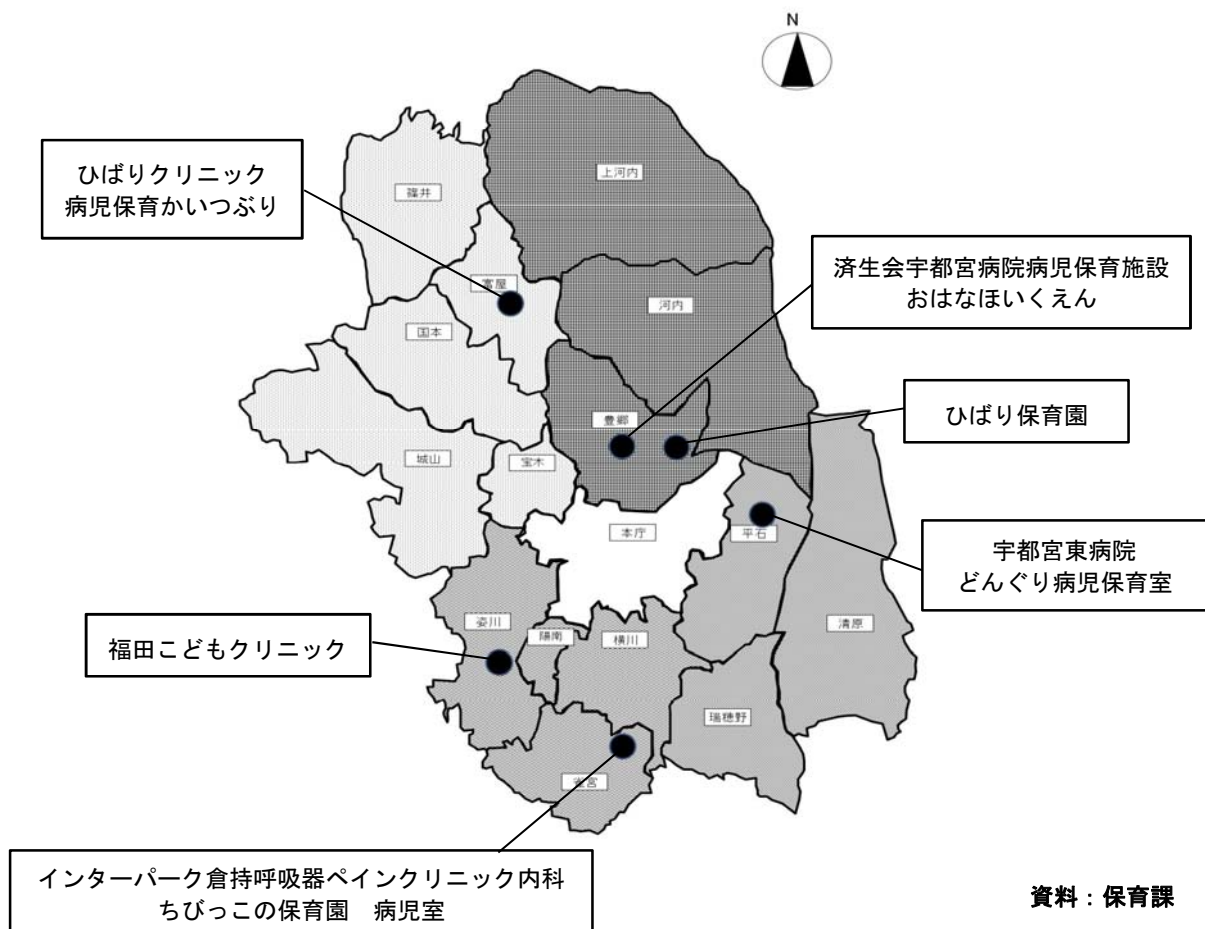 N
ひばりクリニック
病児保育かいつぶり
篠井
上河内
済生会宇都宮病院病児保育施設
おはなほいくえん
富屋
河内
国本
ひばり保育園
豊郷
城山
宝木
本庁
平石
宇都宮東病院
どんぐり病児保育室
福田こどもクリニック
姿川
陽南
横川
清原
瑞穂野
雀宮
インターパーク倉持呼吸器ペインクリニック内科
ちびっこの保育園　病児室
資料：保育課